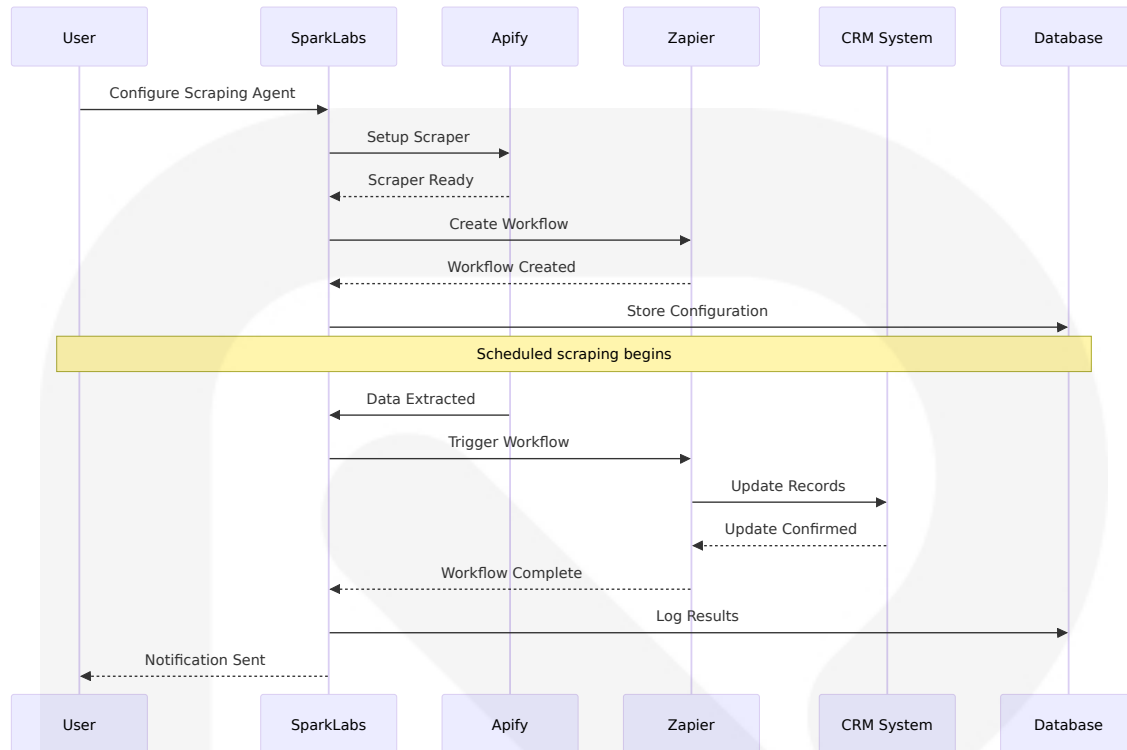 User
SparkLabs
Apify
Zapier
CRM System
Database
Configure Scraping Agent
Setup Scraper
Scraper Ready
Create Workflow
Workflow Created
Store Configuration
Scheduled scraping begins
Data Extracted
Trigger Workflow
Update Records
Update Confirmed
Workflow Complete
Log Results
Notification Sent
User
SparkLabs
Apify
Zapier
CRM System
Database